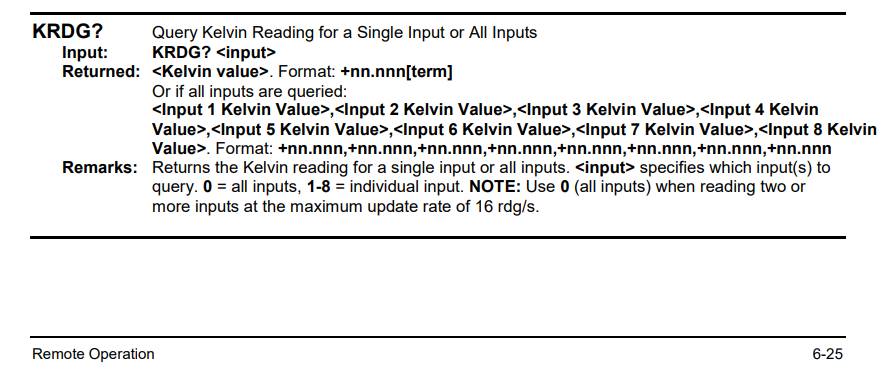 KRDG? Query Kelvin Reading for a Single Input or All Inputs
Input: KRDG? <input>
Returned: <Kelvin value>. Format: +nn.nnn[term]
Or if all inputs are queried:
<Input 1 Kelvin Value>,<Input 2 Kelvin Value>,<Input 3 Kelvin Value>,<Input 4 Kelvin
Value>,<Input 5 Kelvin Value>,<Input 6 Kelvin Value>,<Input 7 Kelvin Value>,<Input 8 Kelvin
Value>. Format: +nn.nnn,+nn.nnn,+nn.nnn,+nn.nnn,+nn.nnn,+nn.nnn,+nn.nnn,+nn.nnn
Remarks: Returns the Kelvin reading for a single input or all inputs. <input> specifies which input(s) to
query. 0 = all inputs, 1-8 = individual input. NOTE: Use 0 (all inputs) when reading two or
more inputs at the maximum update rate of 16 rdg/s.
Remote Operation 6-25